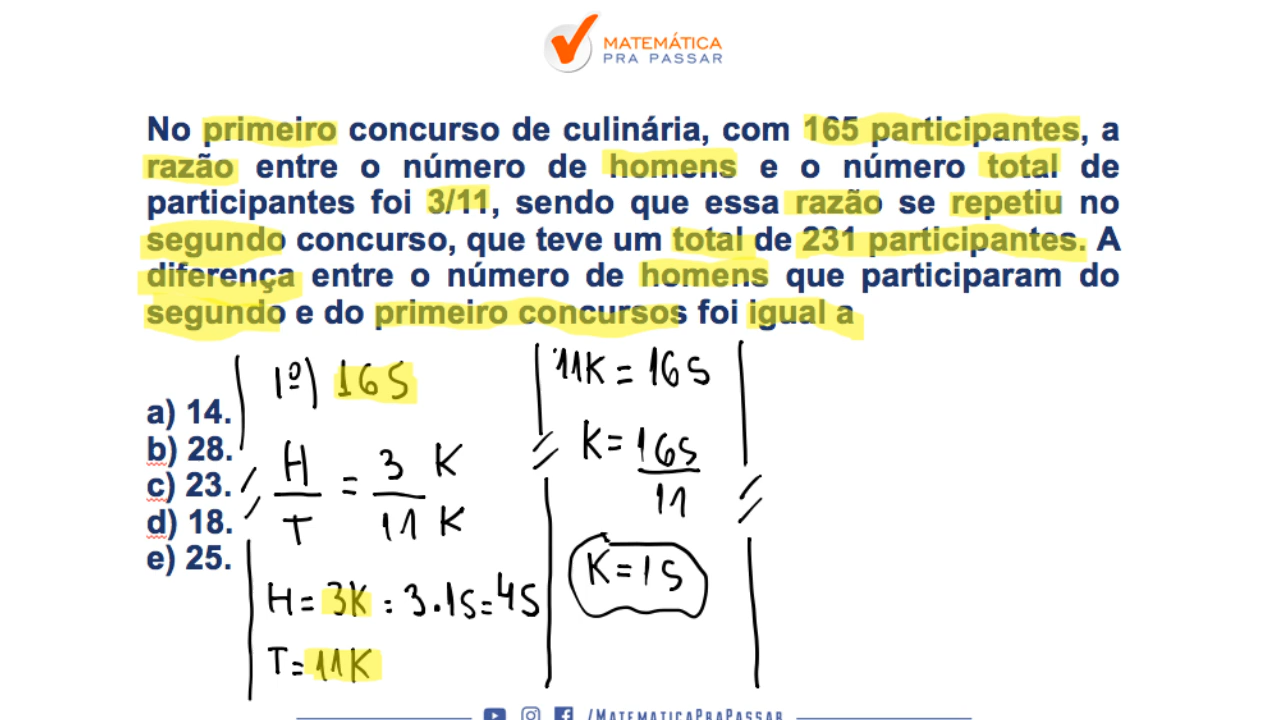 MATEMÁTICA
PRA PASSAR
No primeiro concurso de culinária, com 165 participantes, a
razão entre o número de homens e o número total de
participantes foi 3/11, sendo que essa razão se repetiu no
segundo concurso, que teve um total de 231 participantes. A
diferença entre o número de homens que participaram do
segundo e do primeiro concursos foi igual a
a) 14.
b) 28.
c) 23.
d) 18.
e) 25.
1º) 165
H/T = 3K/11K
H = 3K = 3.15 = 45
T = 11K
11K = 165
K = 165/11
K = 15
/MATEMATICAPRAPASSAR